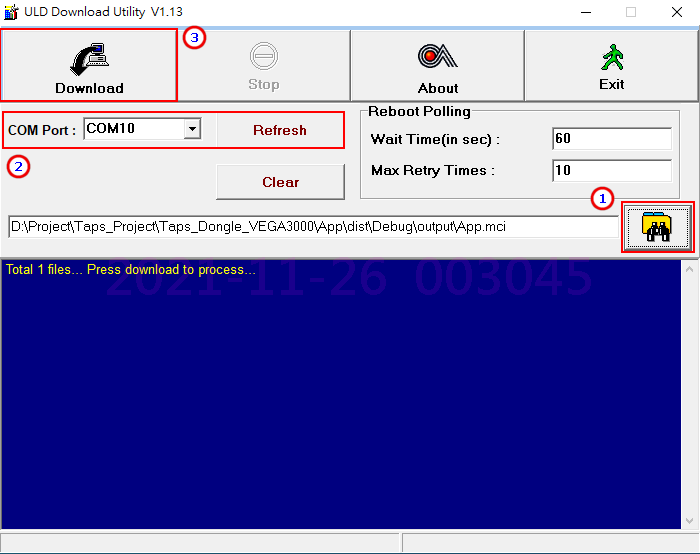 ULD Download Utility V1.13
3
Download
Stop
About
Exit
Reboot Polling
COM Port :
COM10
Refresh
Wait Time(in sec) :
60
2
Max Retry Times :
10
Clear
1
D:\Project\Taps_Project\Taps_Dongle_VEGA3000\App\dist\Debug\output\App.mci
Total 1 files... Press download to process...
2021-11-26 003045